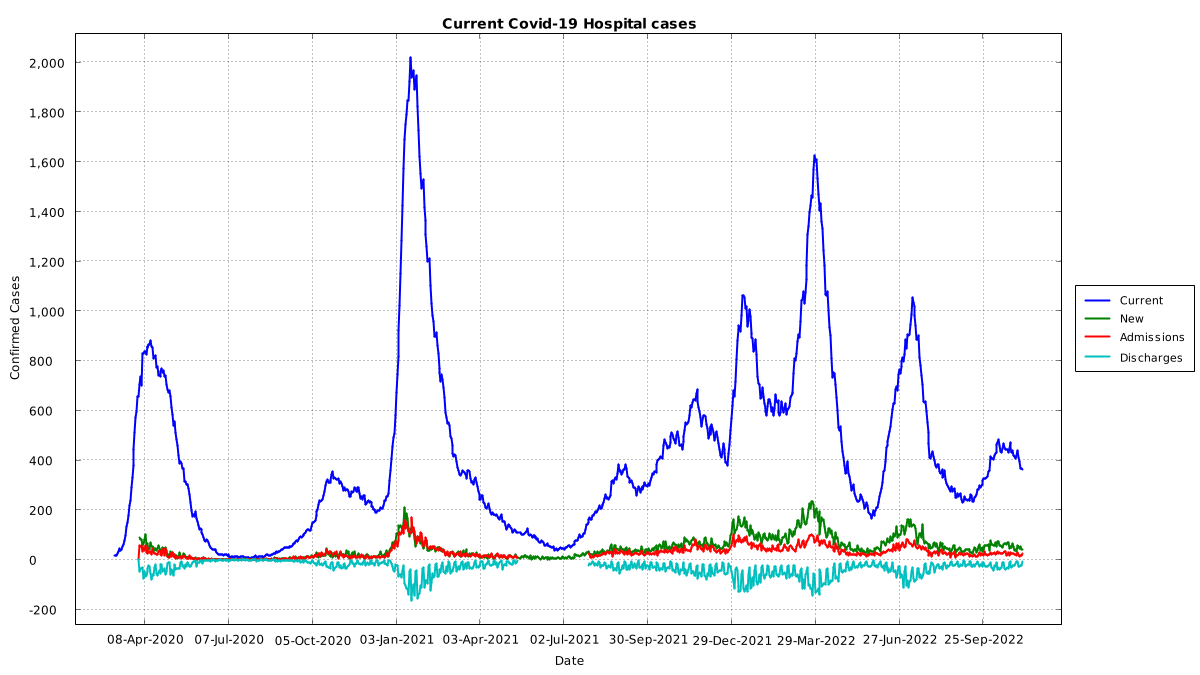 Current Covid-19 Hospital cases
Confirmed Cases
2,000
1,800
1,600
1,400
1,200
1,000
800
600
400
200
0
-200
08-Apr-2020 07-Jul-2020 05-Oct-2020 03-Jan-2021 03-Apr-2021 02-Jul-2021 30-Sep-2021 29-Dec-2021 29-Mar-2022 27-Jun-2022 25-Sep-2022
Date
Current
New
Admissions
Discharges